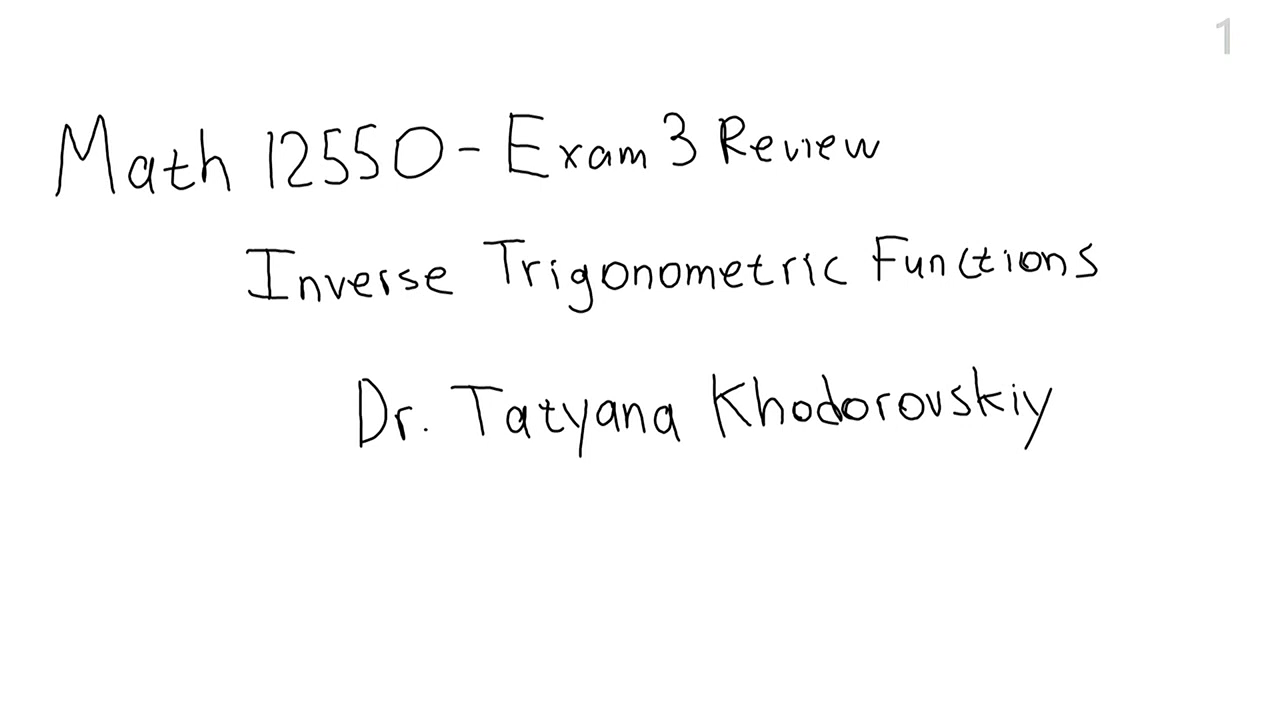 1
Math 12550 - Exam 3 Review
Inverse Trigonometric Functions
Dr. Tatyana Khodorovskiy